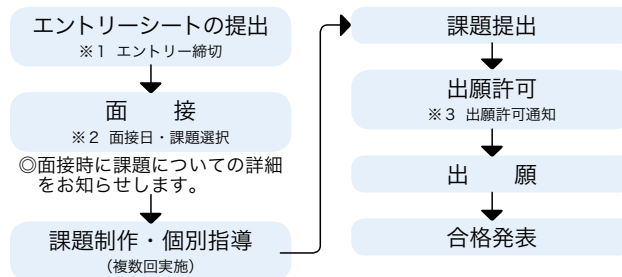 エントリーシートの提出
※1 エントリー締切
面　接
※2 面接日・課題選択
◎面接時に課題についての詳細
をお知らせします。
課題制作・個別指導
(複数回実施)
課題提出
出願許可
※3 出願許可通知
出　願
合格発表